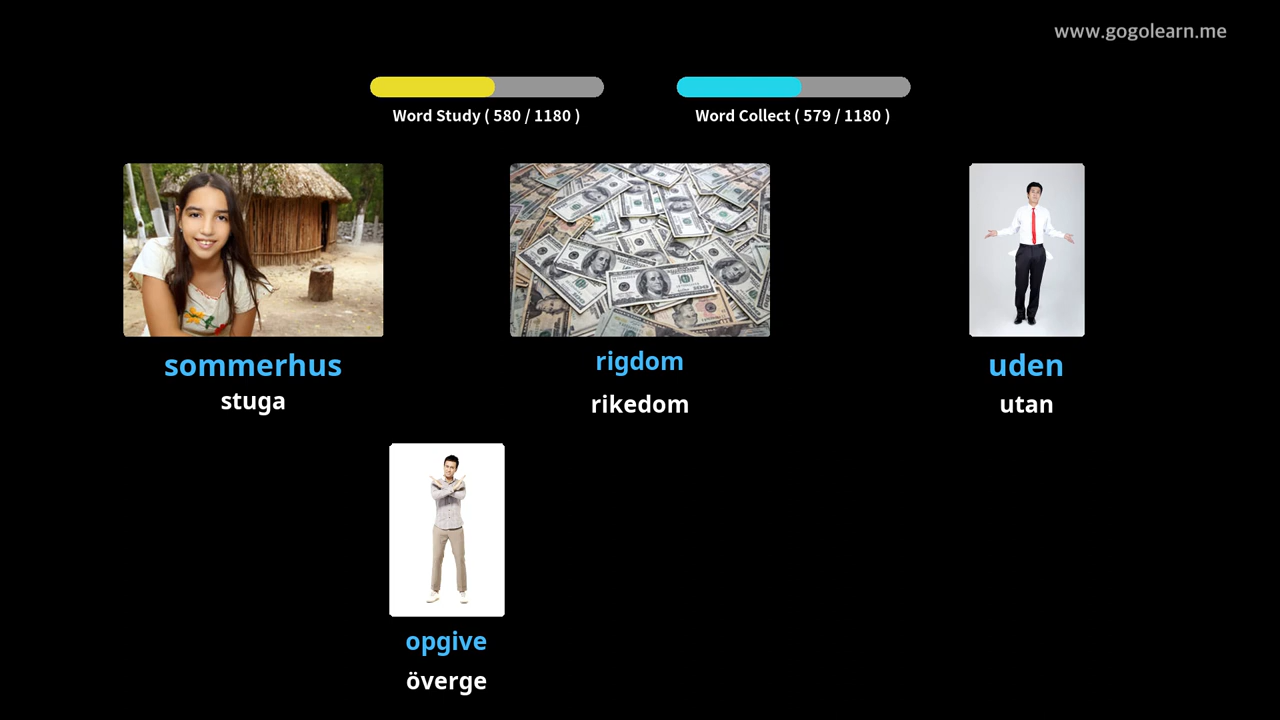 www.gogolearn.me
Word Study ( 580 / 1180 )
Word Collect ( 579 / 1180 )
sommerhus
stuga
rigdom
rikedom
uden
utan
opgive
överge